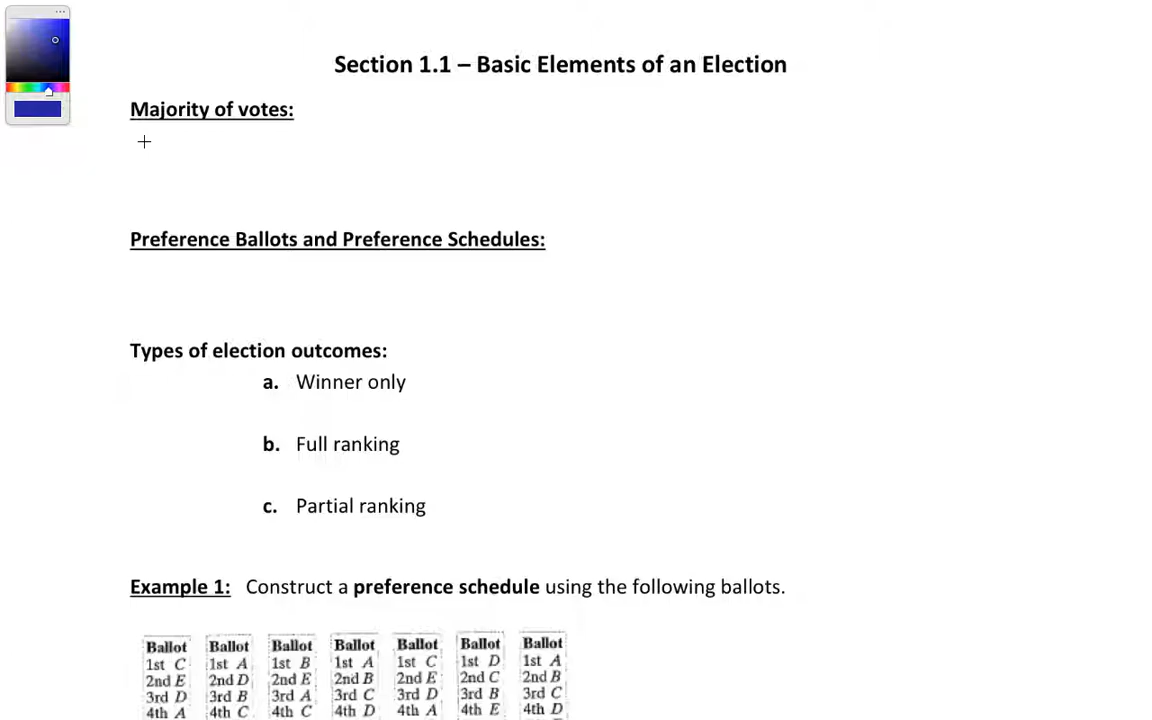 Section 1.1 – Basic Elements of an Election
Majority of votes:
Preference Ballots and Preference Schedules:
Types of election outcomes:
a. Winner only
b. Full ranking
c. Partial ranking
Example 1: Construct a preference schedule using the following ballots.
Ballot Ballot Ballot Ballot Ballot Ballot Ballot
1st C 1st A 1st B 1st A 1st C 1st D 1st A
2nd E 2nd D 2nd E 2nd B 2nd E 2nd C 2nd B
3rd D 3rd B 3rd A 3rd C 3rd D 3rd B 3rd C
4th A 4th C 4th C 4th D 4th A 4th E 4th D